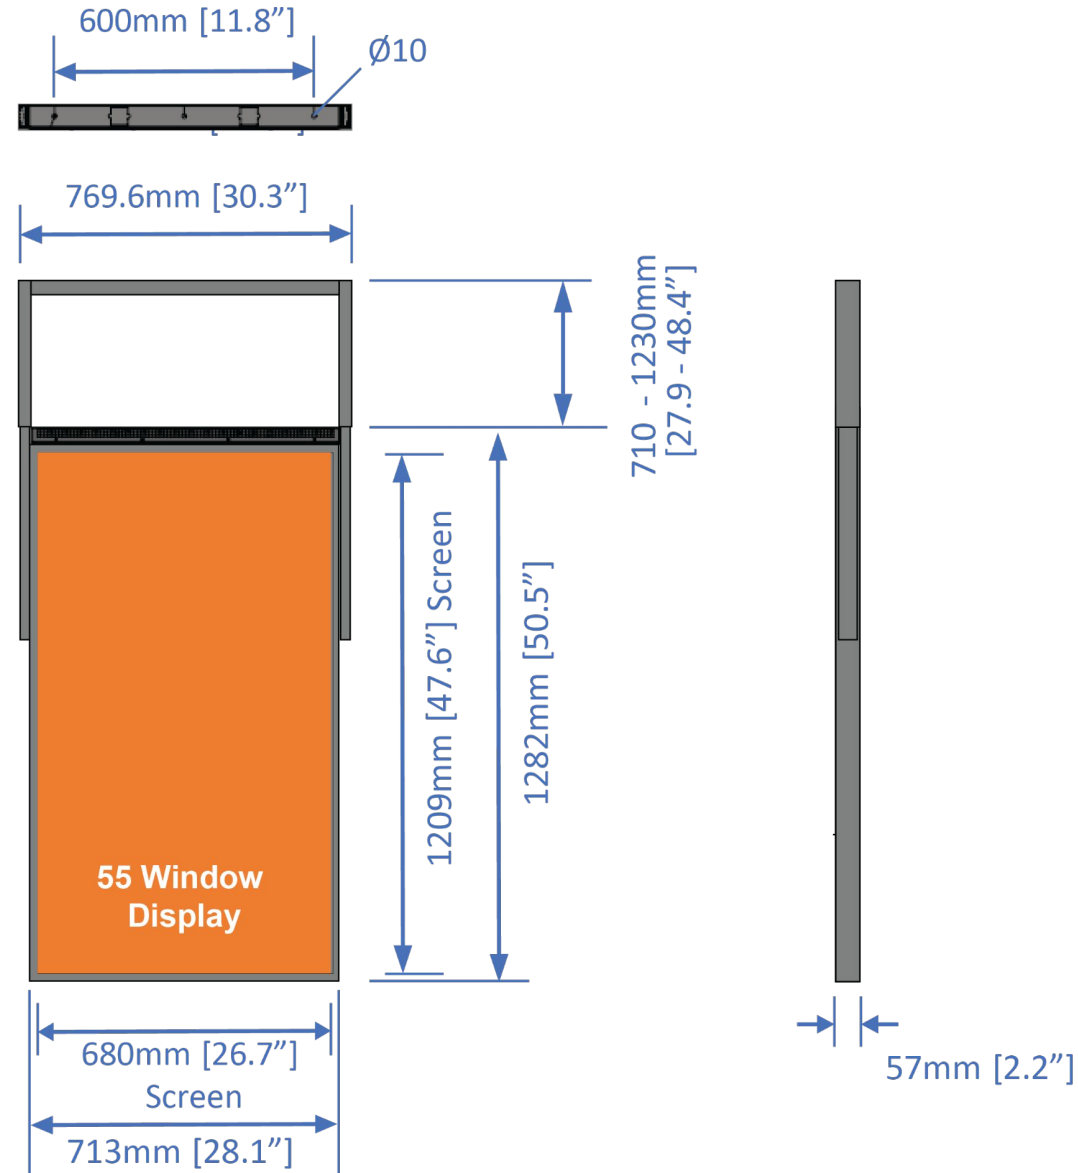 600mm [11.8”]
Ø10
769.6mm [30.3”]
710 - 1230mm
[27.9 - 48.4”]
1209mm [47.6”] Screen
1282mm [50.5”]
55 Window
Display
680mm [26.7”]
Screen
713mm [28.1”]
57mm [2.2”]